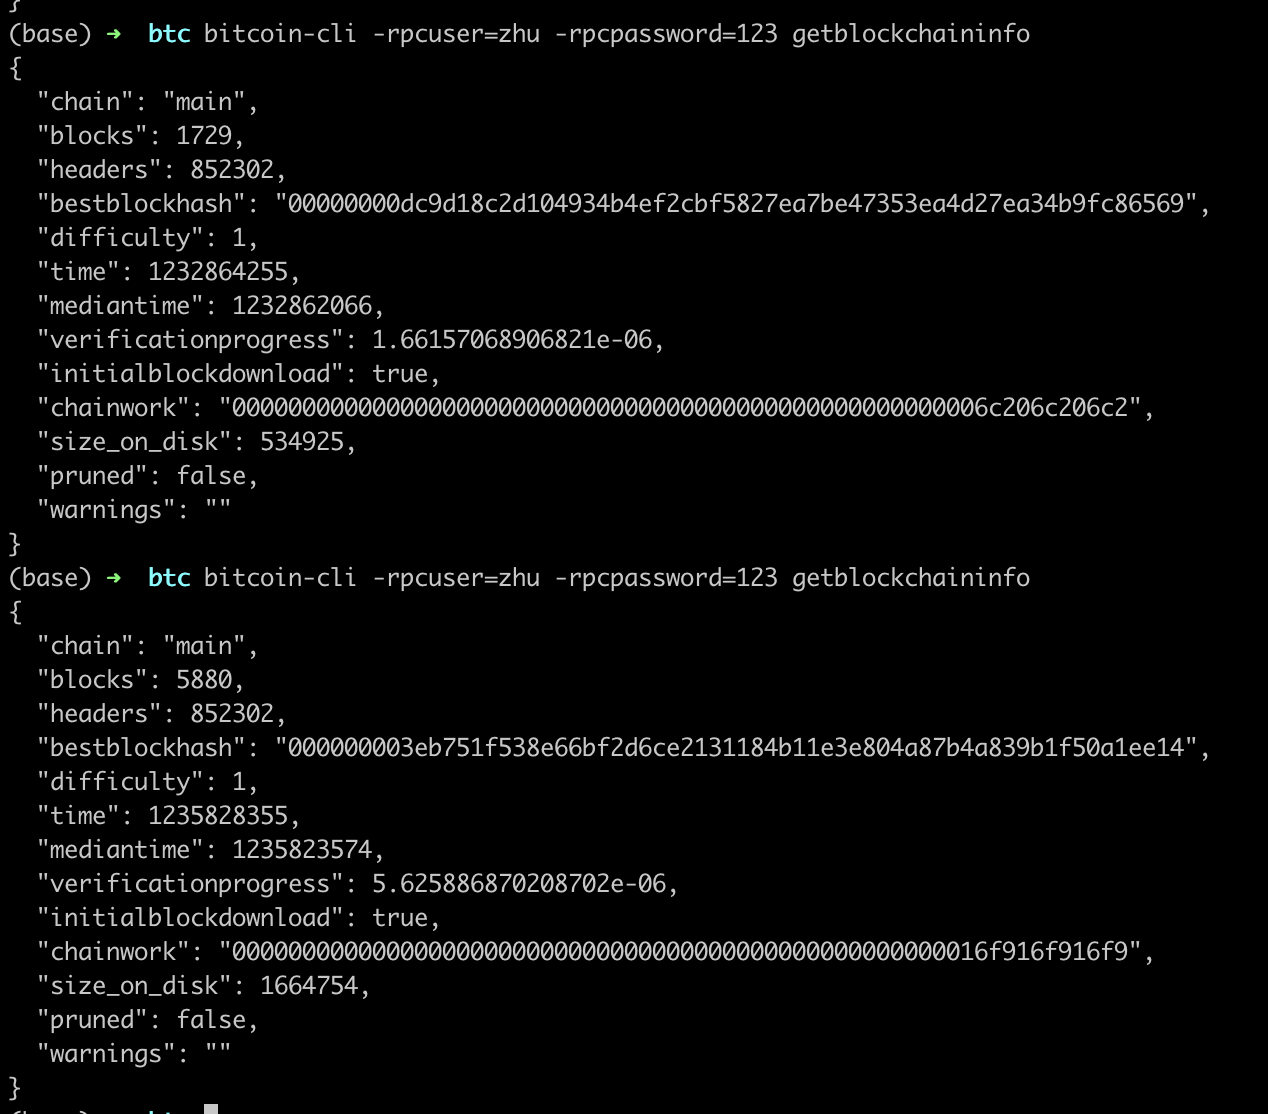 }
(base) ➜  btc bitcoin-cli -rpcuser=zhu -rpcpassword=123 getblockchaininfo
{
  "chain": "main",
  "blocks": 1729,
  "headers": 852302,
  "bestblockhash": "00000000dc9d18c2d104934b4ef2cbf5827ea7be47353ea4d27ea34b9fc86569",
  "difficulty": 1,
  "time": 1232864255,
  "mediantime": 1232862066,
  "verificationprogress": 1.66157068906821e-06,
  "initialblockdownload": true,
  "chainwork": "000000000000000000000000000000000000000000000000000006c206c206c2",
  "size_on_disk": 534925,
  "pruned": false,
  "warnings": ""
}
(base) ➜  btc bitcoin-cli -rpcuser=zhu -rpcpassword=123 getblockchaininfo
{
  "chain": "main",
  "blocks": 5880,
  "headers": 852302,
  "bestblockhash": "000000003eb751f538e66bf2d6ce2131184b11e3e804a87b4a839b1f50a1ee14",
  "difficulty": 1,
  "time": 1235828355,
  "mediantime": 1235823574,
  "verificationprogress": 5.625886870208702e-06,
  "initialblockdownload": true,
  "chainwork": "000000000000000000000000000000000000000000000000000016f916f916f9",
  "size_on_disk": 1664754,
  "pruned": false,
  "warnings": ""
}